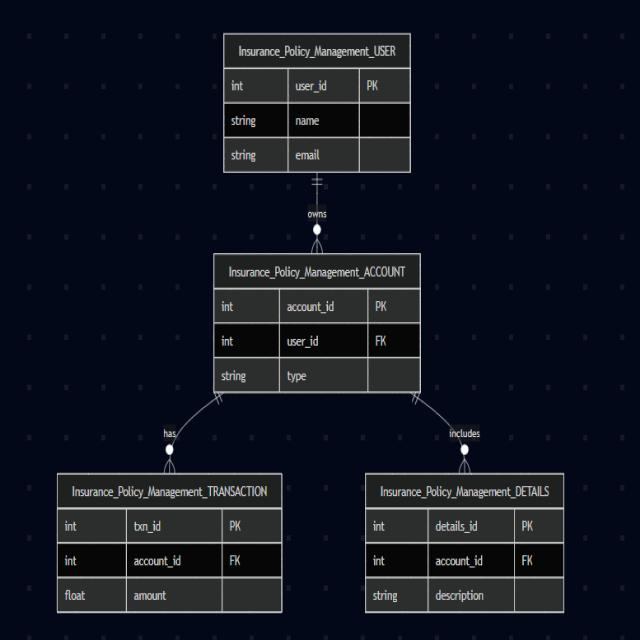 Insurance_Policy_Management_USER
int user_id PK
string name
string email
owns
Insurance_Policy_Management_ACCOUNT
int account_id PK
int user_id FK
string type
has includes
Insurance_Policy_Management_TRANSACTION
int txn_id PK
int account_id FK
float amount
Insurance_Policy_Management_DETAILS
int details_id PK
int account_id FK
string description